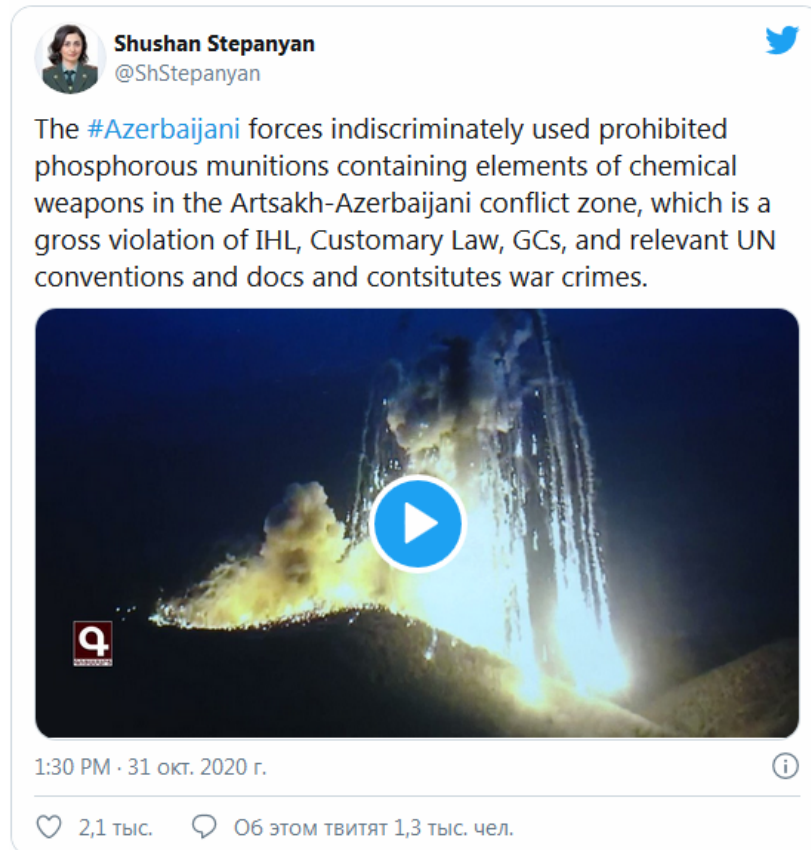 Shushan Stepanyan
@ShStepanyan
The #Azerbaijani forces indiscriminately used prohibited
phosphorous munitions containing elements of chemical
weapons in the Artsakh-Azerbaijani conflict zone, which is a
gross violation of IHL, Customary Law, GCs, and relevant UN
conventions and docs and contsitutes war crimes.
1:30 PM · 31 окт. 2020 г.
2,1 тыс.
Об этом твитят 1,3 тыс. чел.